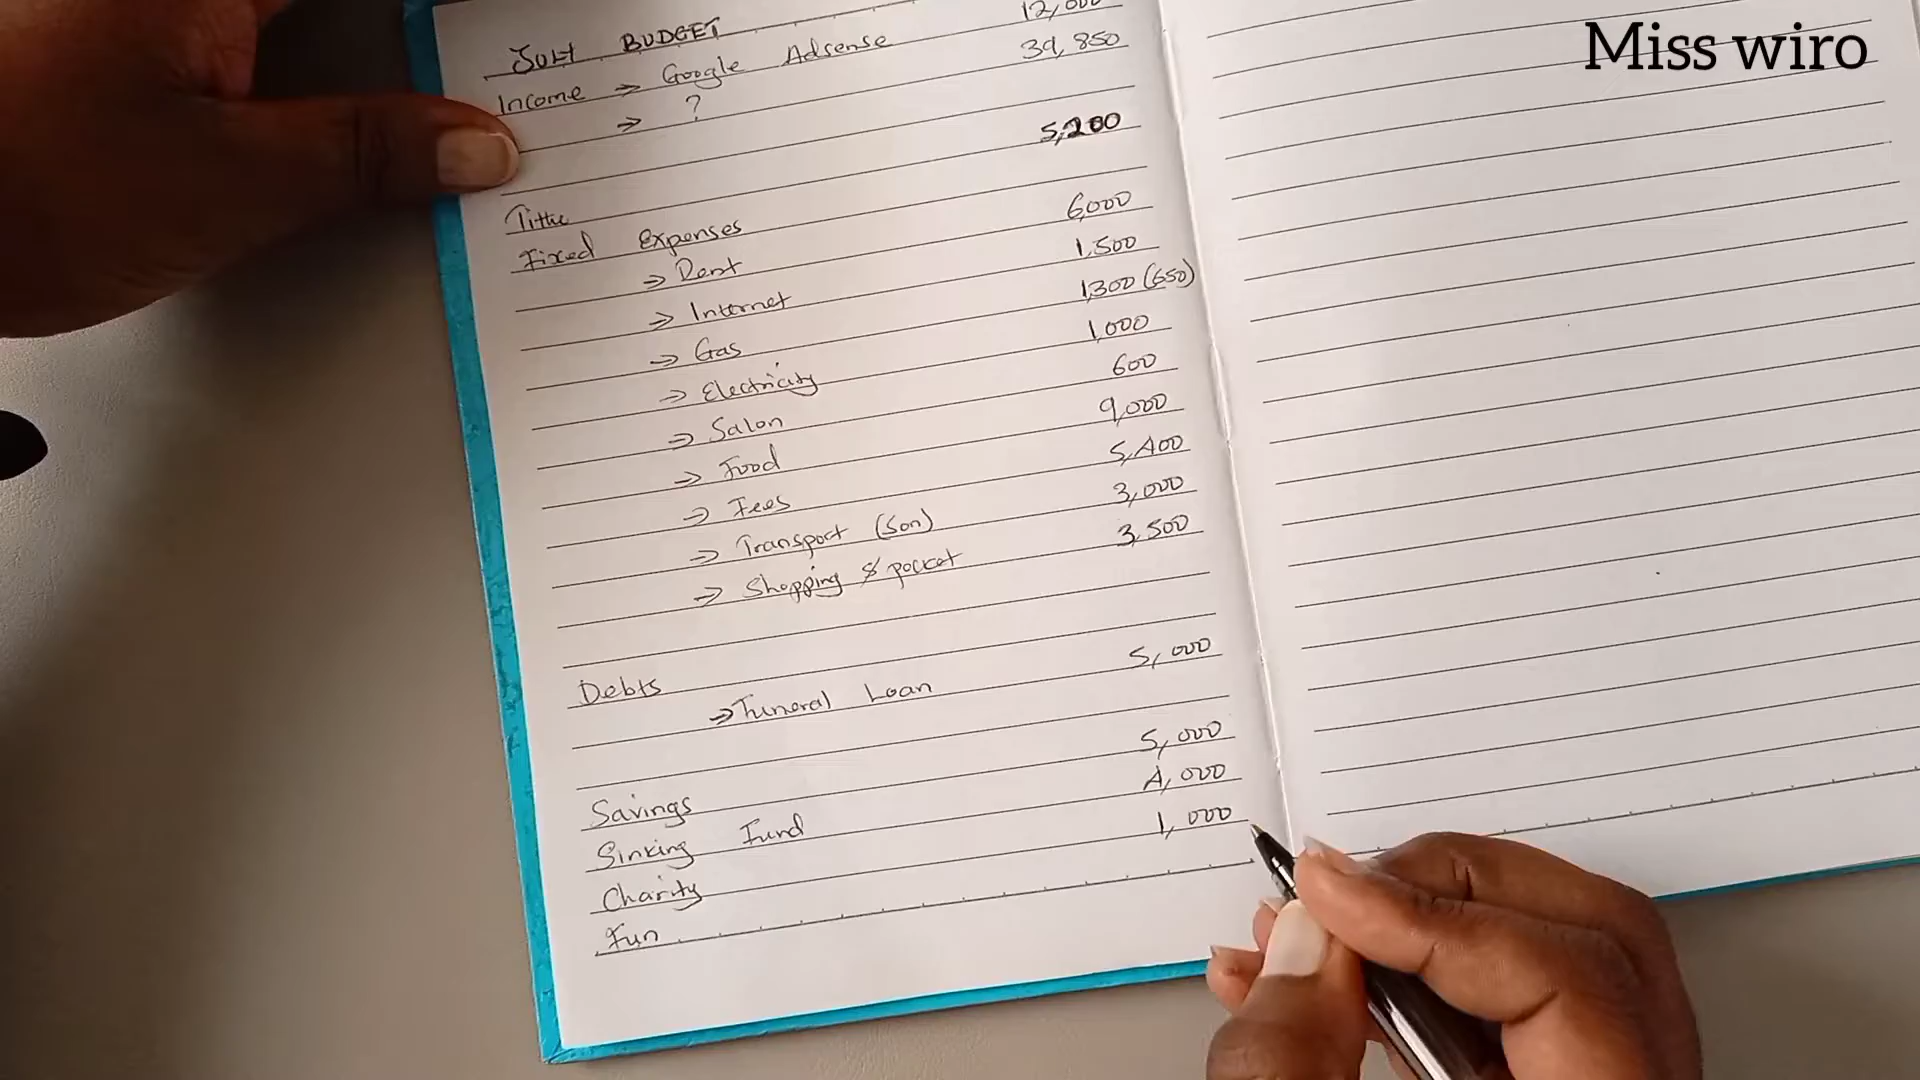 Miss wiro
JULY BUDGET
Income → Google Adsense 12,000
→ ? 39,850
Tithe 5,200
Fixed Expenses
→ Rent 6,000
→ Internet 1,500
→ Gas 1,300 (650)
→ Electricity 1,000
→ Salon 600
→ Food 9,000
→ Fees 5,400
→ Transport (Son) 3,000
→ Shopping & pocket 3,500
Debts
→ Funeral Loan 5,000
Savings 5,000
Sinking Fund 4,000
Charity 1,000
Fun